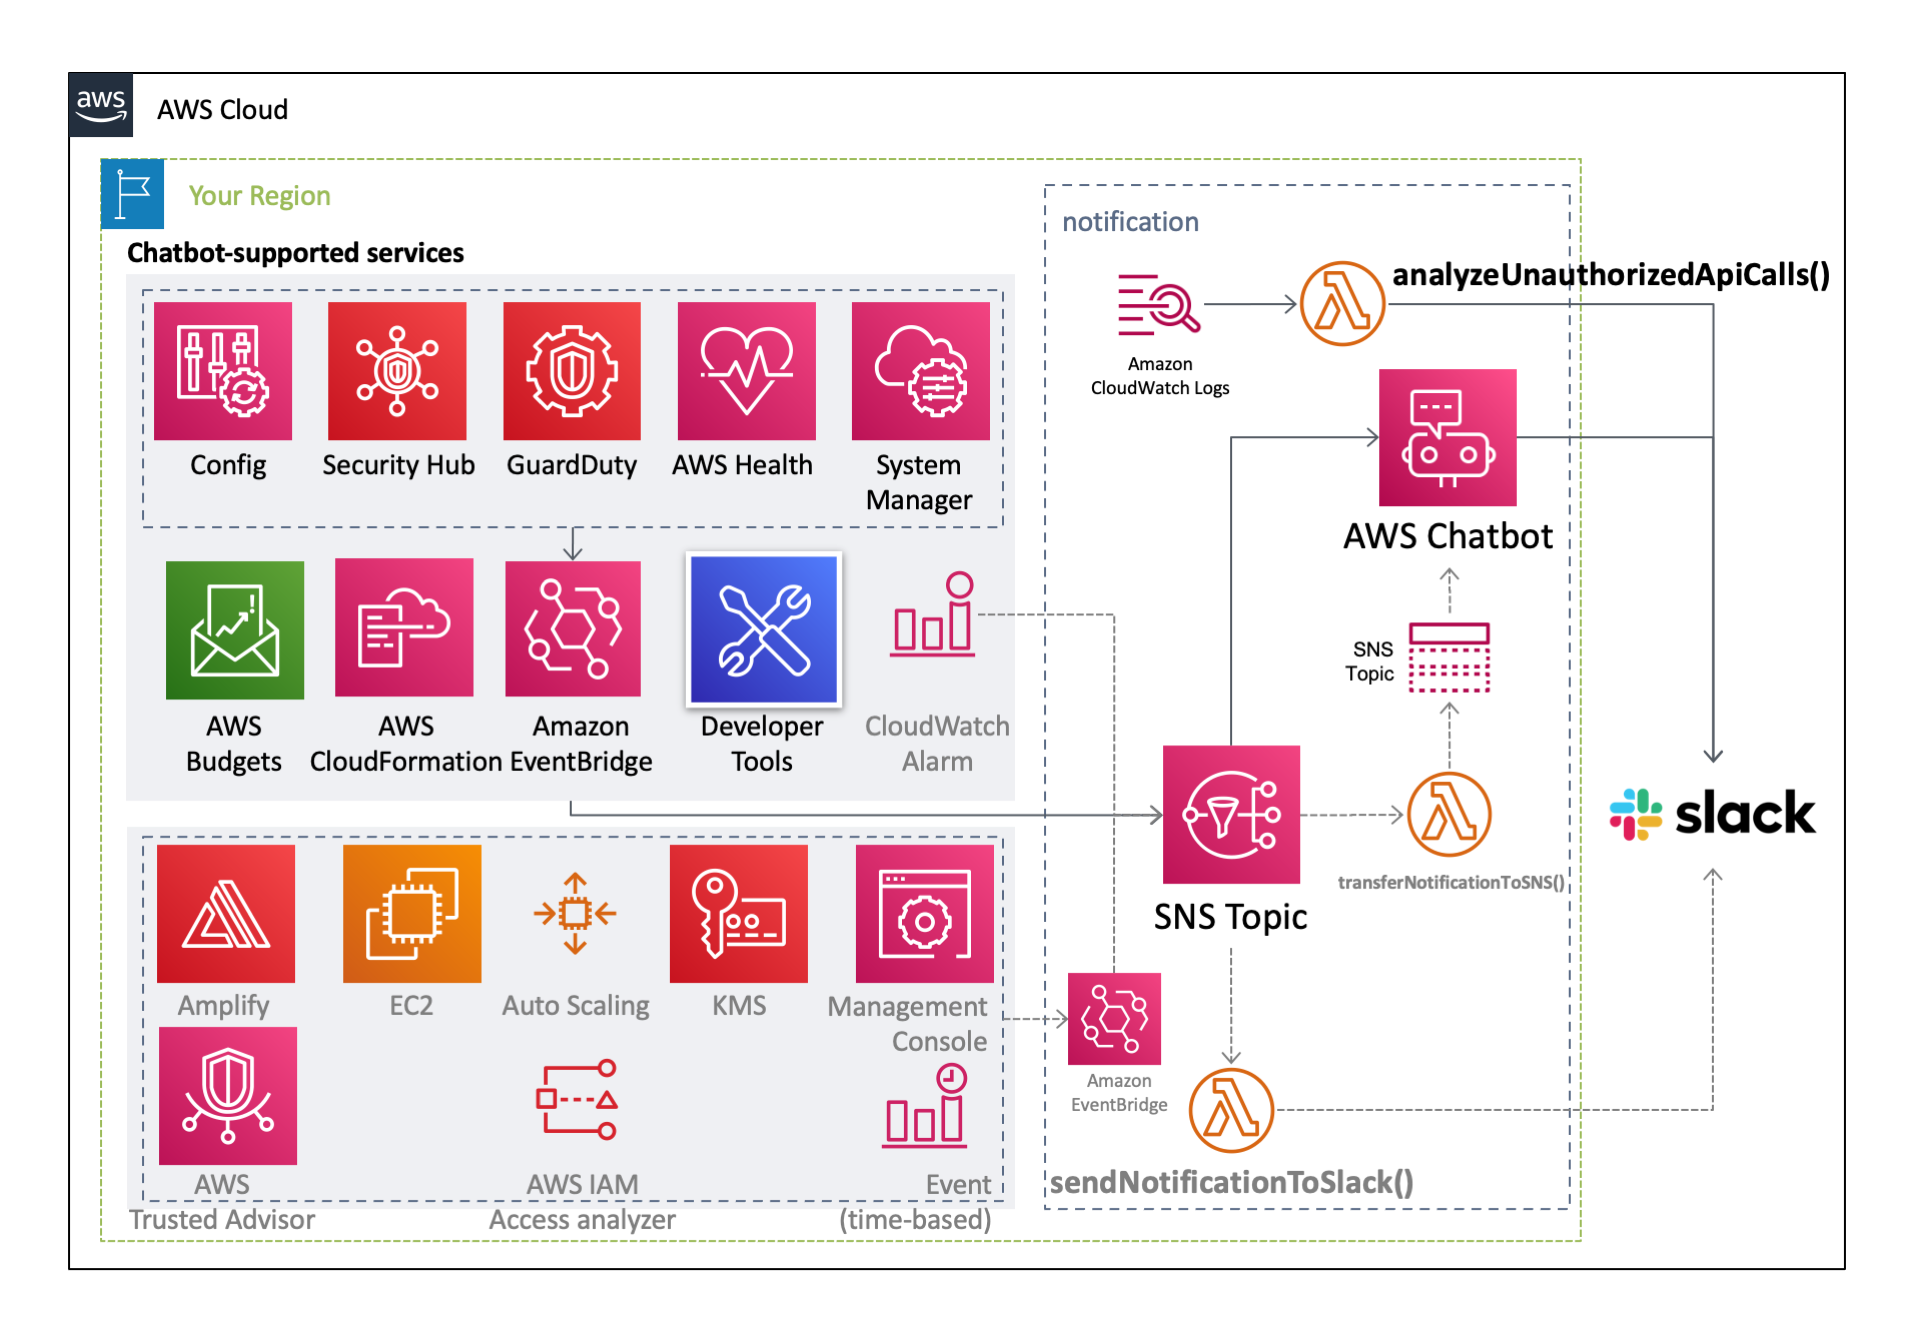 aws
AWS Cloud
Your Region
notification
Chatbot-supported services
analyzeUnauthorizedApiCalls()
Amazon
CloudWatch Logs
Config
Security Hub
GuardDuty
AWS Health
System
Manager
AWS Chatbot
SNS
Topic
AWS
Budgets
AWS
CloudFormation
Amazon
EventBridge
Developer
Tools
CloudWatch
Alarm
slack
transferNotificationToSNS()
SNS Topic
Amplify
EC2
Auto Scaling
KMS
Management
Console
Amazon
EventBridge
AWS
Trusted Advisor
AWS IAM
Access analyzer
Event
(time-based)
sendNotificationToSlack()